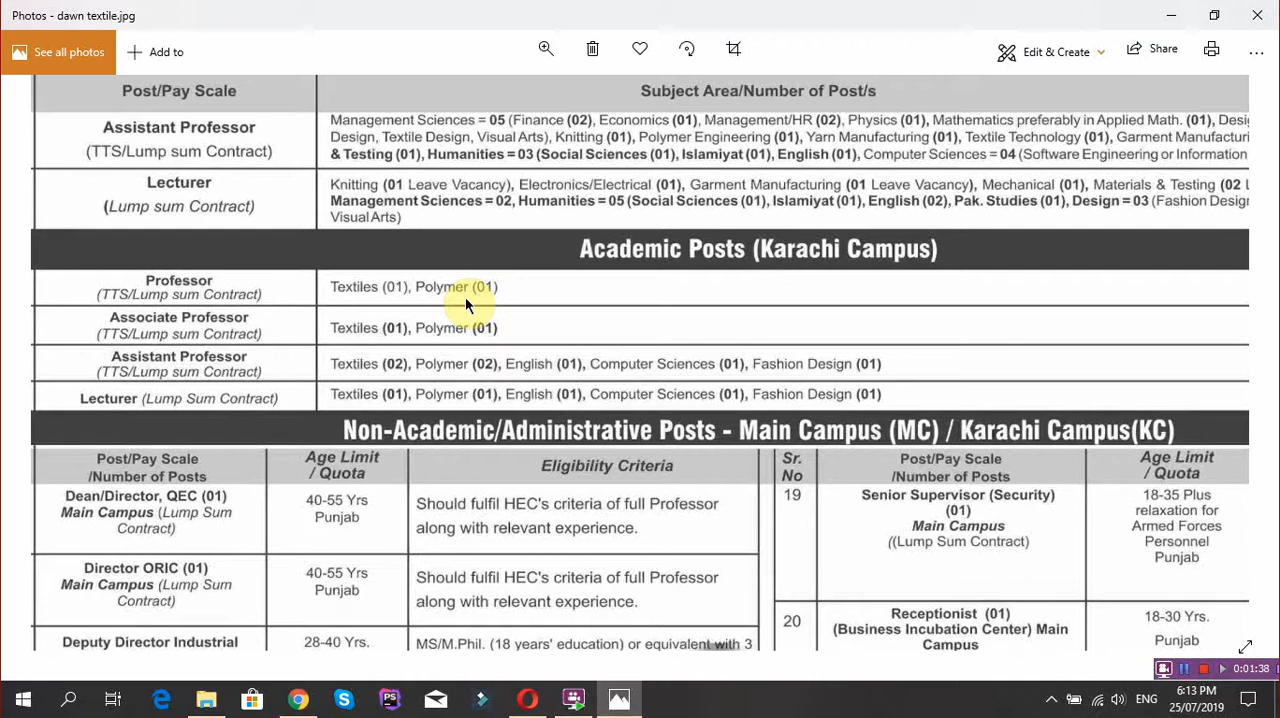 Photos - dawn textile.jpg
See all photos
Add to
Edit & Create
Share
Post/Pay Scale
Subject Area/Number of Post/s
Assistant Professor
(TTS/Lump sum Contract)
Management Sciences = 05 (Finance (02), Economics (01), Management/HR (02), Physics (01), Mathematics preferably in Applied Math. (01),
Design, Textile Design, Visual Arts), Knitting (01), Polymer Engineering (01), Yarn Manufacturing (01), Textile Technology (01), Garment
& Testing (01), Humanities = 03 (Social Sciences (01), Islamiyat (01), English (01), Computer Sciences = 04 (Software Engineering or Information
Lecturer
(Lump sum Contract)
Knitting (01 Leave Vacancy), Electronics/Electrical (01), Garment Manufacturing (01 Leave Vacancy), Mechanical (01), Materials & Testing (02 L
Management Sciences = 02, Humanities = 05 (Social Sciences (01), Islamiyat (01), English (02), Pak. Studies (01), Design = 03 (Fashion
Visual Arts)
Academic Posts (Karachi Campus)
Professor
(TTS/Lump sum Contract)
Textiles (01), Polymer (01)
Associate Professor
(TTS/Lump sum Contract)
Textiles (01), Polymer (01)
Assistant Professor
(TTS/Lump sum Contract)
Textiles (02), Polymer (02), English (01), Computer Sciences (01), Fashion Design (01)
Lecturer (Lump Sum Contract)
Textiles (01), Polymer (01), English (01), Computer Sciences (01), Fashion Design (01)
Non-Academic/Administrative Posts - Main Campus (MC) / Karachi Campus(KC)
Post/Pay Scale
/Number of Posts
Age Limit
/ Quota
Eligibility Criteria
Dean/Director, QEC (01)
Main Campus (Lump Sum
Contract)
40-55 Yrs
Punjab
Should fulfil HEC's criteria of full Professor
along with relevant experience.
Director ORIC (01)
Main Campus (Lump Sum
Contract)
40-55 Yrs
Punjab
Should fulfil HEC's criteria of full Professor
along with relevant experience.
Deputy Director Industrial
28-40 Yrs.
MS/M.Phil. (18 years' education) or equivalent with 3
Sr.
No
Post/Pay Scale
/Number of Posts
Age Limit
/ Quota
19
Senior Supervisor (Security)
(01)
Main Campus
((Lump Sum Contract)
18-35 Plus
relaxation for
Armed Forces
Personnel
Punjab
20
Receptionist (01)
(Business Incubation Center) Main
Campus
18-30 Yrs.
Punjab
0:01:38
PS
ENG
6:13 PM
25/07/2019